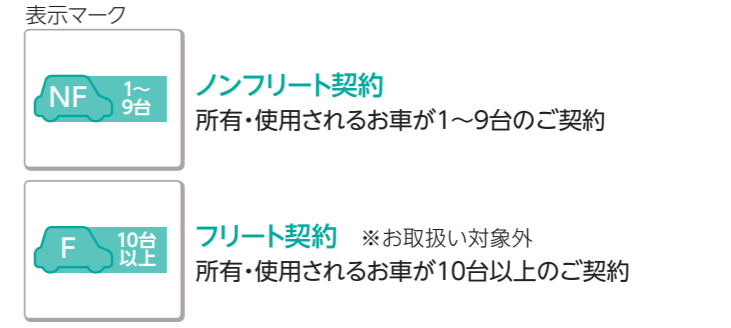 表示マーク
NF 1～
9台
ノンフリート契約
所有・使用されるお車が1～9台のご契約
F 10台
以上
フリート契約 ※お取扱い対象外
所有・使用されるお車が10台以上のご契約